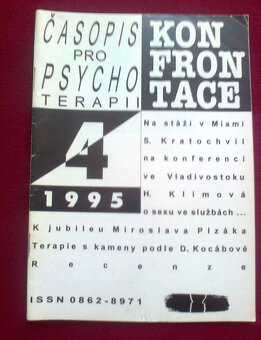 ČASOPIS
PRO
PSYCHO
TERAPII
KON
FRON
TACE
4
1995
Na stáži v Miami
S. Kratochvíl
na konferenci
ve Vladivostoku
H. Klímová
o sexu ve službách ...
K jubileu Miroslava Plzáka
Terapie s kameny podle D. Kocábové
Recenze
ISSN 0862-8971